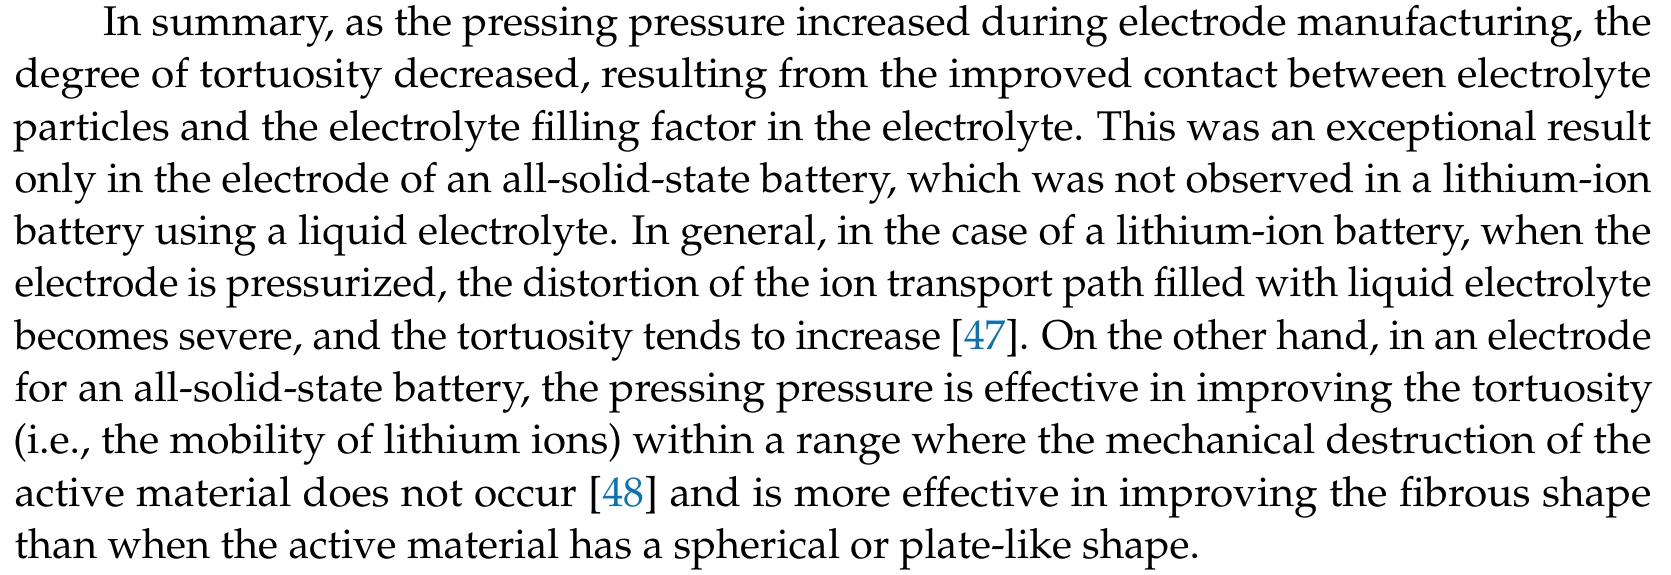 In summary, as the pressing pressure increased during electrode manufacturing, the
degree of tortuosity decreased, resulting from the improved contact between electrolyte
particles and the electrolyte filling factor in the electrolyte. This was an exceptional result
only in the electrode of an all-solid-state battery, which was not observed in a lithium-ion
battery using a liquid electrolyte. In general, in the case of a lithium-ion battery, when the
electrode is pressurized, the distortion of the ion transport path filled with liquid electrolyte
becomes severe, and the tortuosity tends to increase [47]. On the other hand, in an electrode
for an all-solid-state battery, the pressing pressure is effective in improving the tortuosity
(i.e., the mobility of lithium ions) within a range where the mechanical destruction of the
active material does not occur [48] and is more effective in improving the fibrous shape
than when the active material has a spherical or plate-like shape.